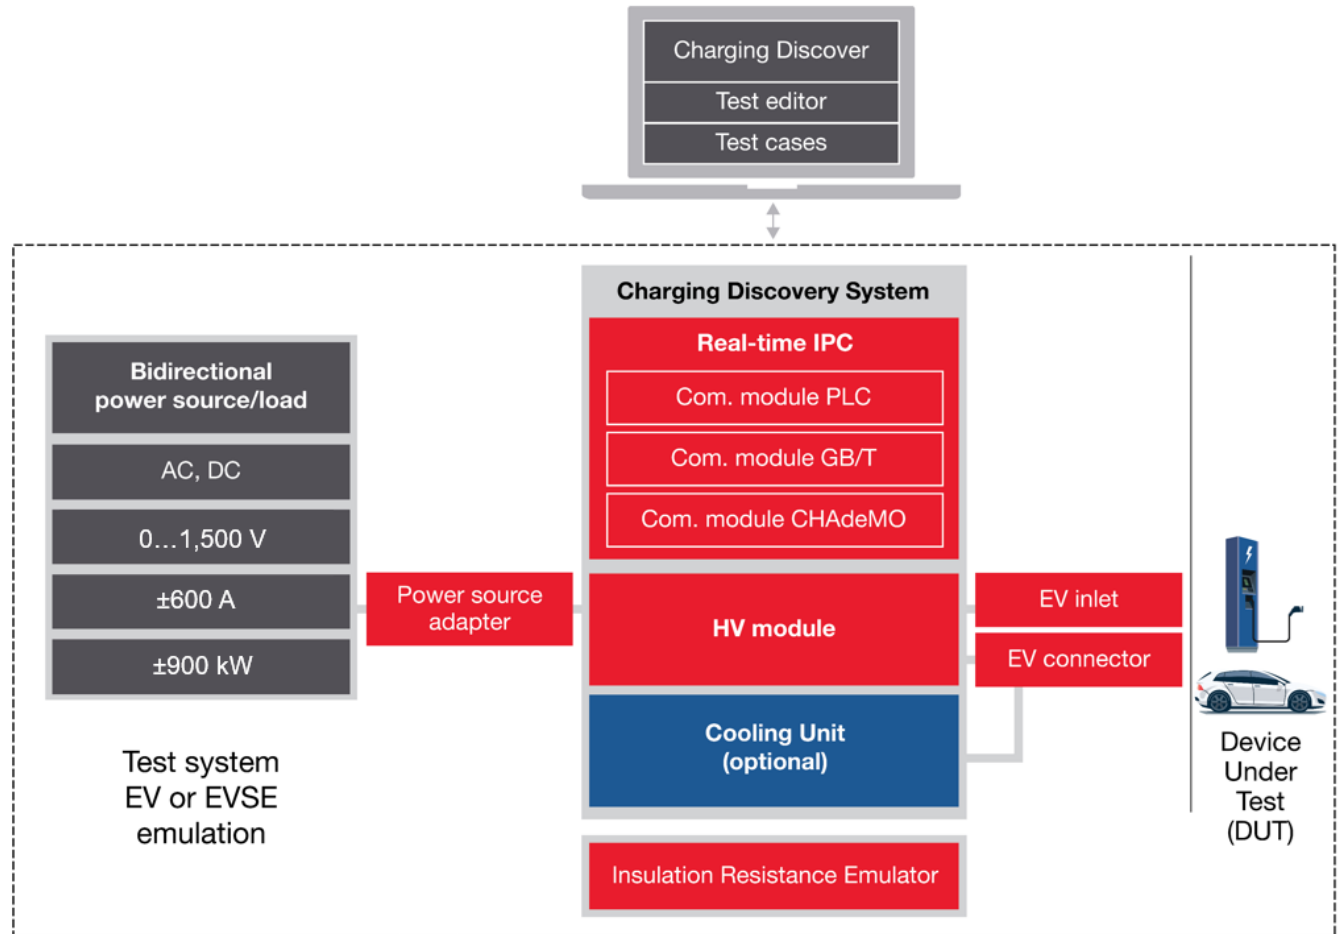 Charging Discover
Test editor
Test cases
Charging Discovery System
Real-time IPC
Com. module PLC
Com. module GB/T
Com. module CHAdeMO
HV module
Cooling Unit
(optional)
Insulation Resistance Emulator
Bidirectional
power source/load
AC, DC
0...1,500 V
±600 A
±900 kW
Power source
adapter
Test system
EV or EVSE
emulation
EV inlet
EV connector
Device
Under
Test
(DUT)